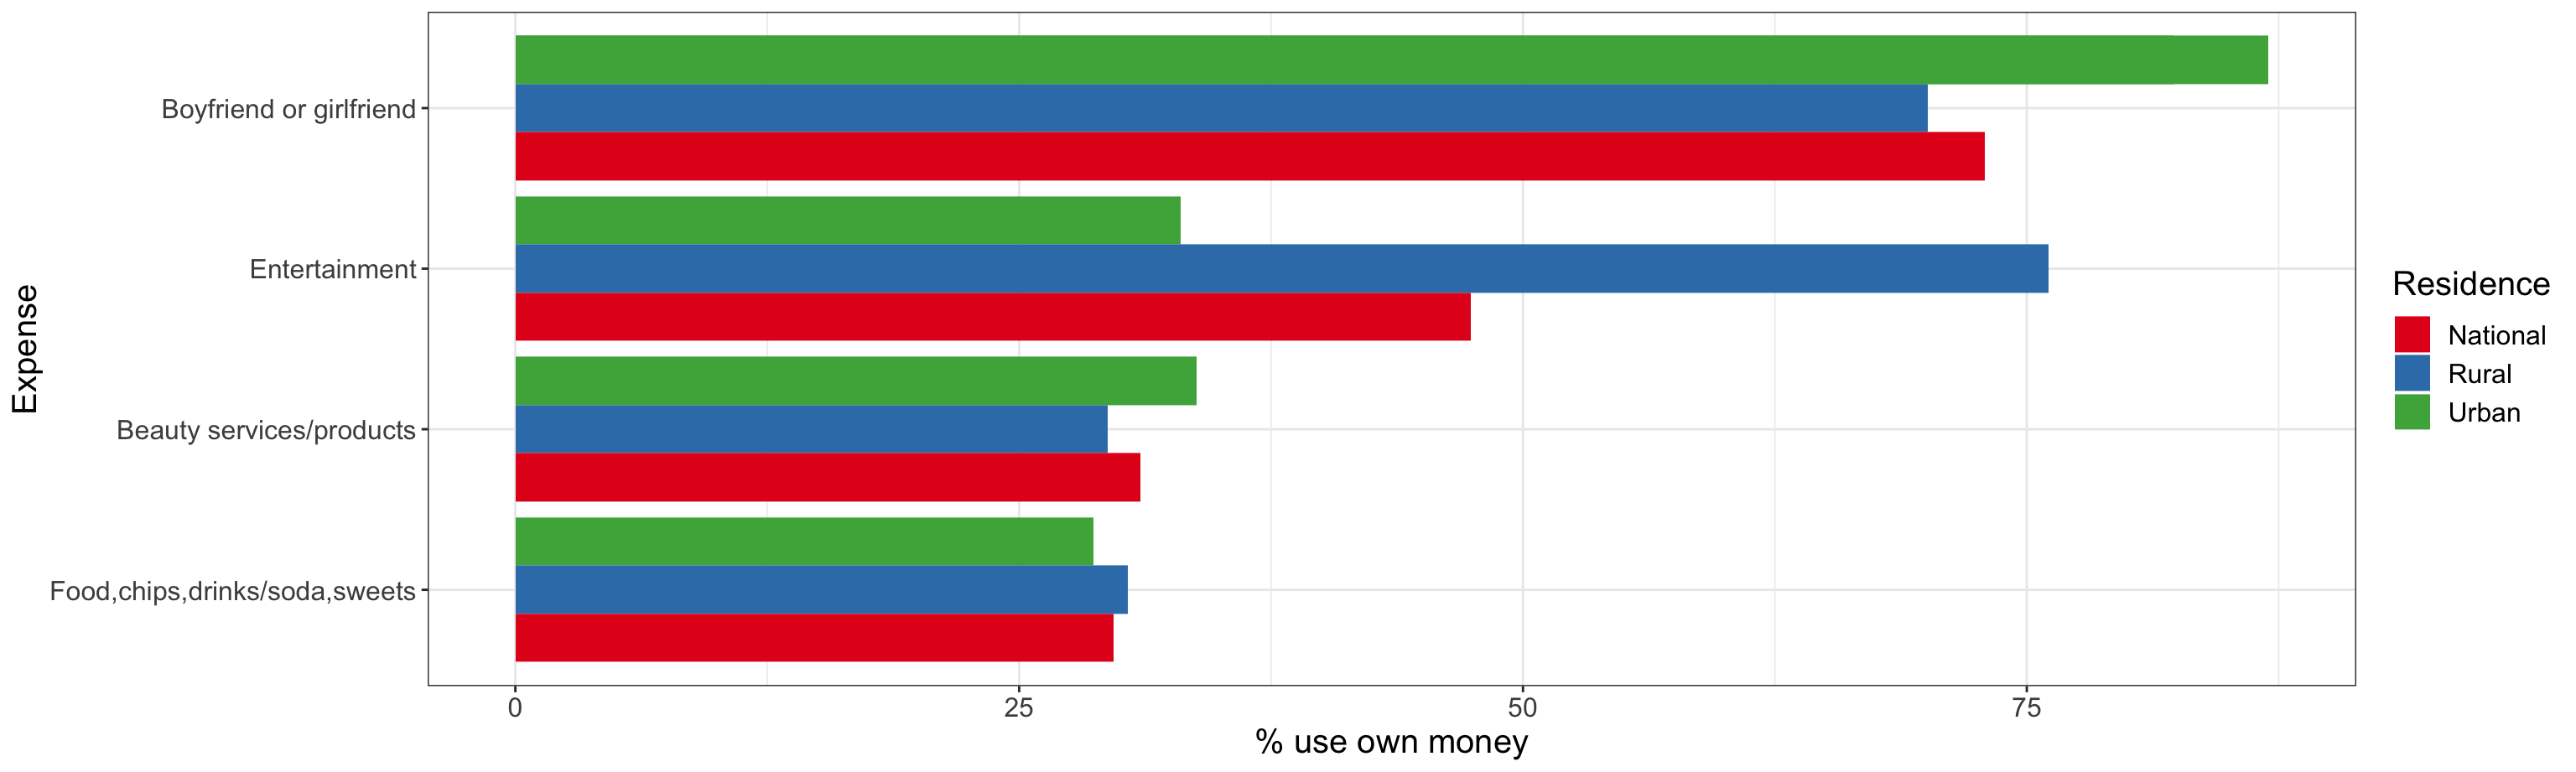 Expense
Boyfriend or girlfriend
Entertainment
Beauty services/products
Food,chips,drinks/soda,sweets
0 25 50 75
% use own money
Residence
National
Rural
Urban